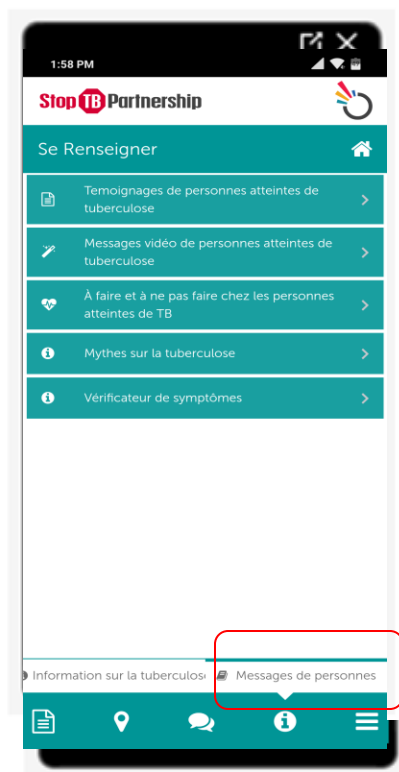 1:58 PM
Stop TB Partnership
Se Renseigner
Temoignages de personnes atteintes de
tuberculose
Messages vidéo de personnes atteintes de
tuberculose
À faire et à ne pas faire chez les personnes
atteintes de TB
Mythes sur la tuberculose
Vérificateur de symptômes
Information sur la tuberculos
Messages de personnes